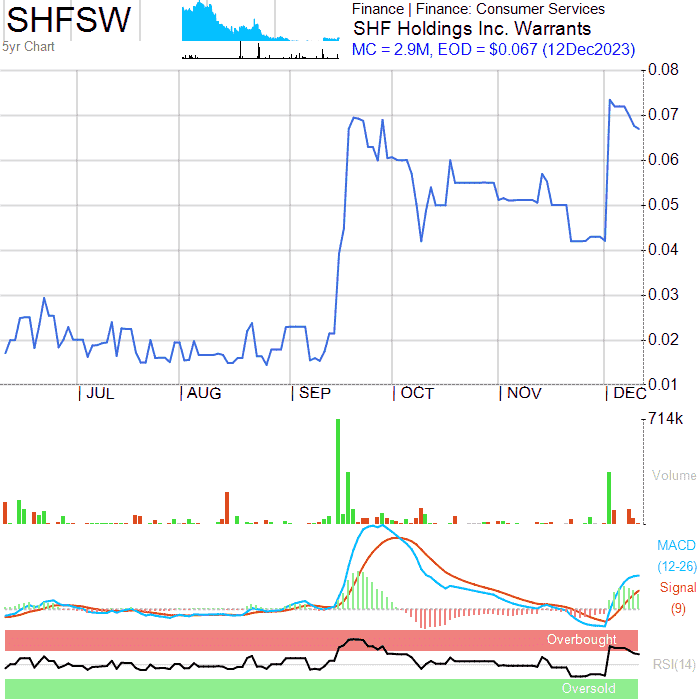 SHFSW
5yr Chart
Finance | Finance: Consumer Services
SHF Holdings Inc. Warrants
MC = 2.9M, EOD = $0.067 (12Dec2023)
0.08
0.07
0.06
0.05
0.04
0.03
0.02
0.01
| JUL | AUG | SEP | OCT | NOV | DEC
714k
Volume
MACD
(12-26)
Signal
(9)
Overbought
RSI(14)
Oversold